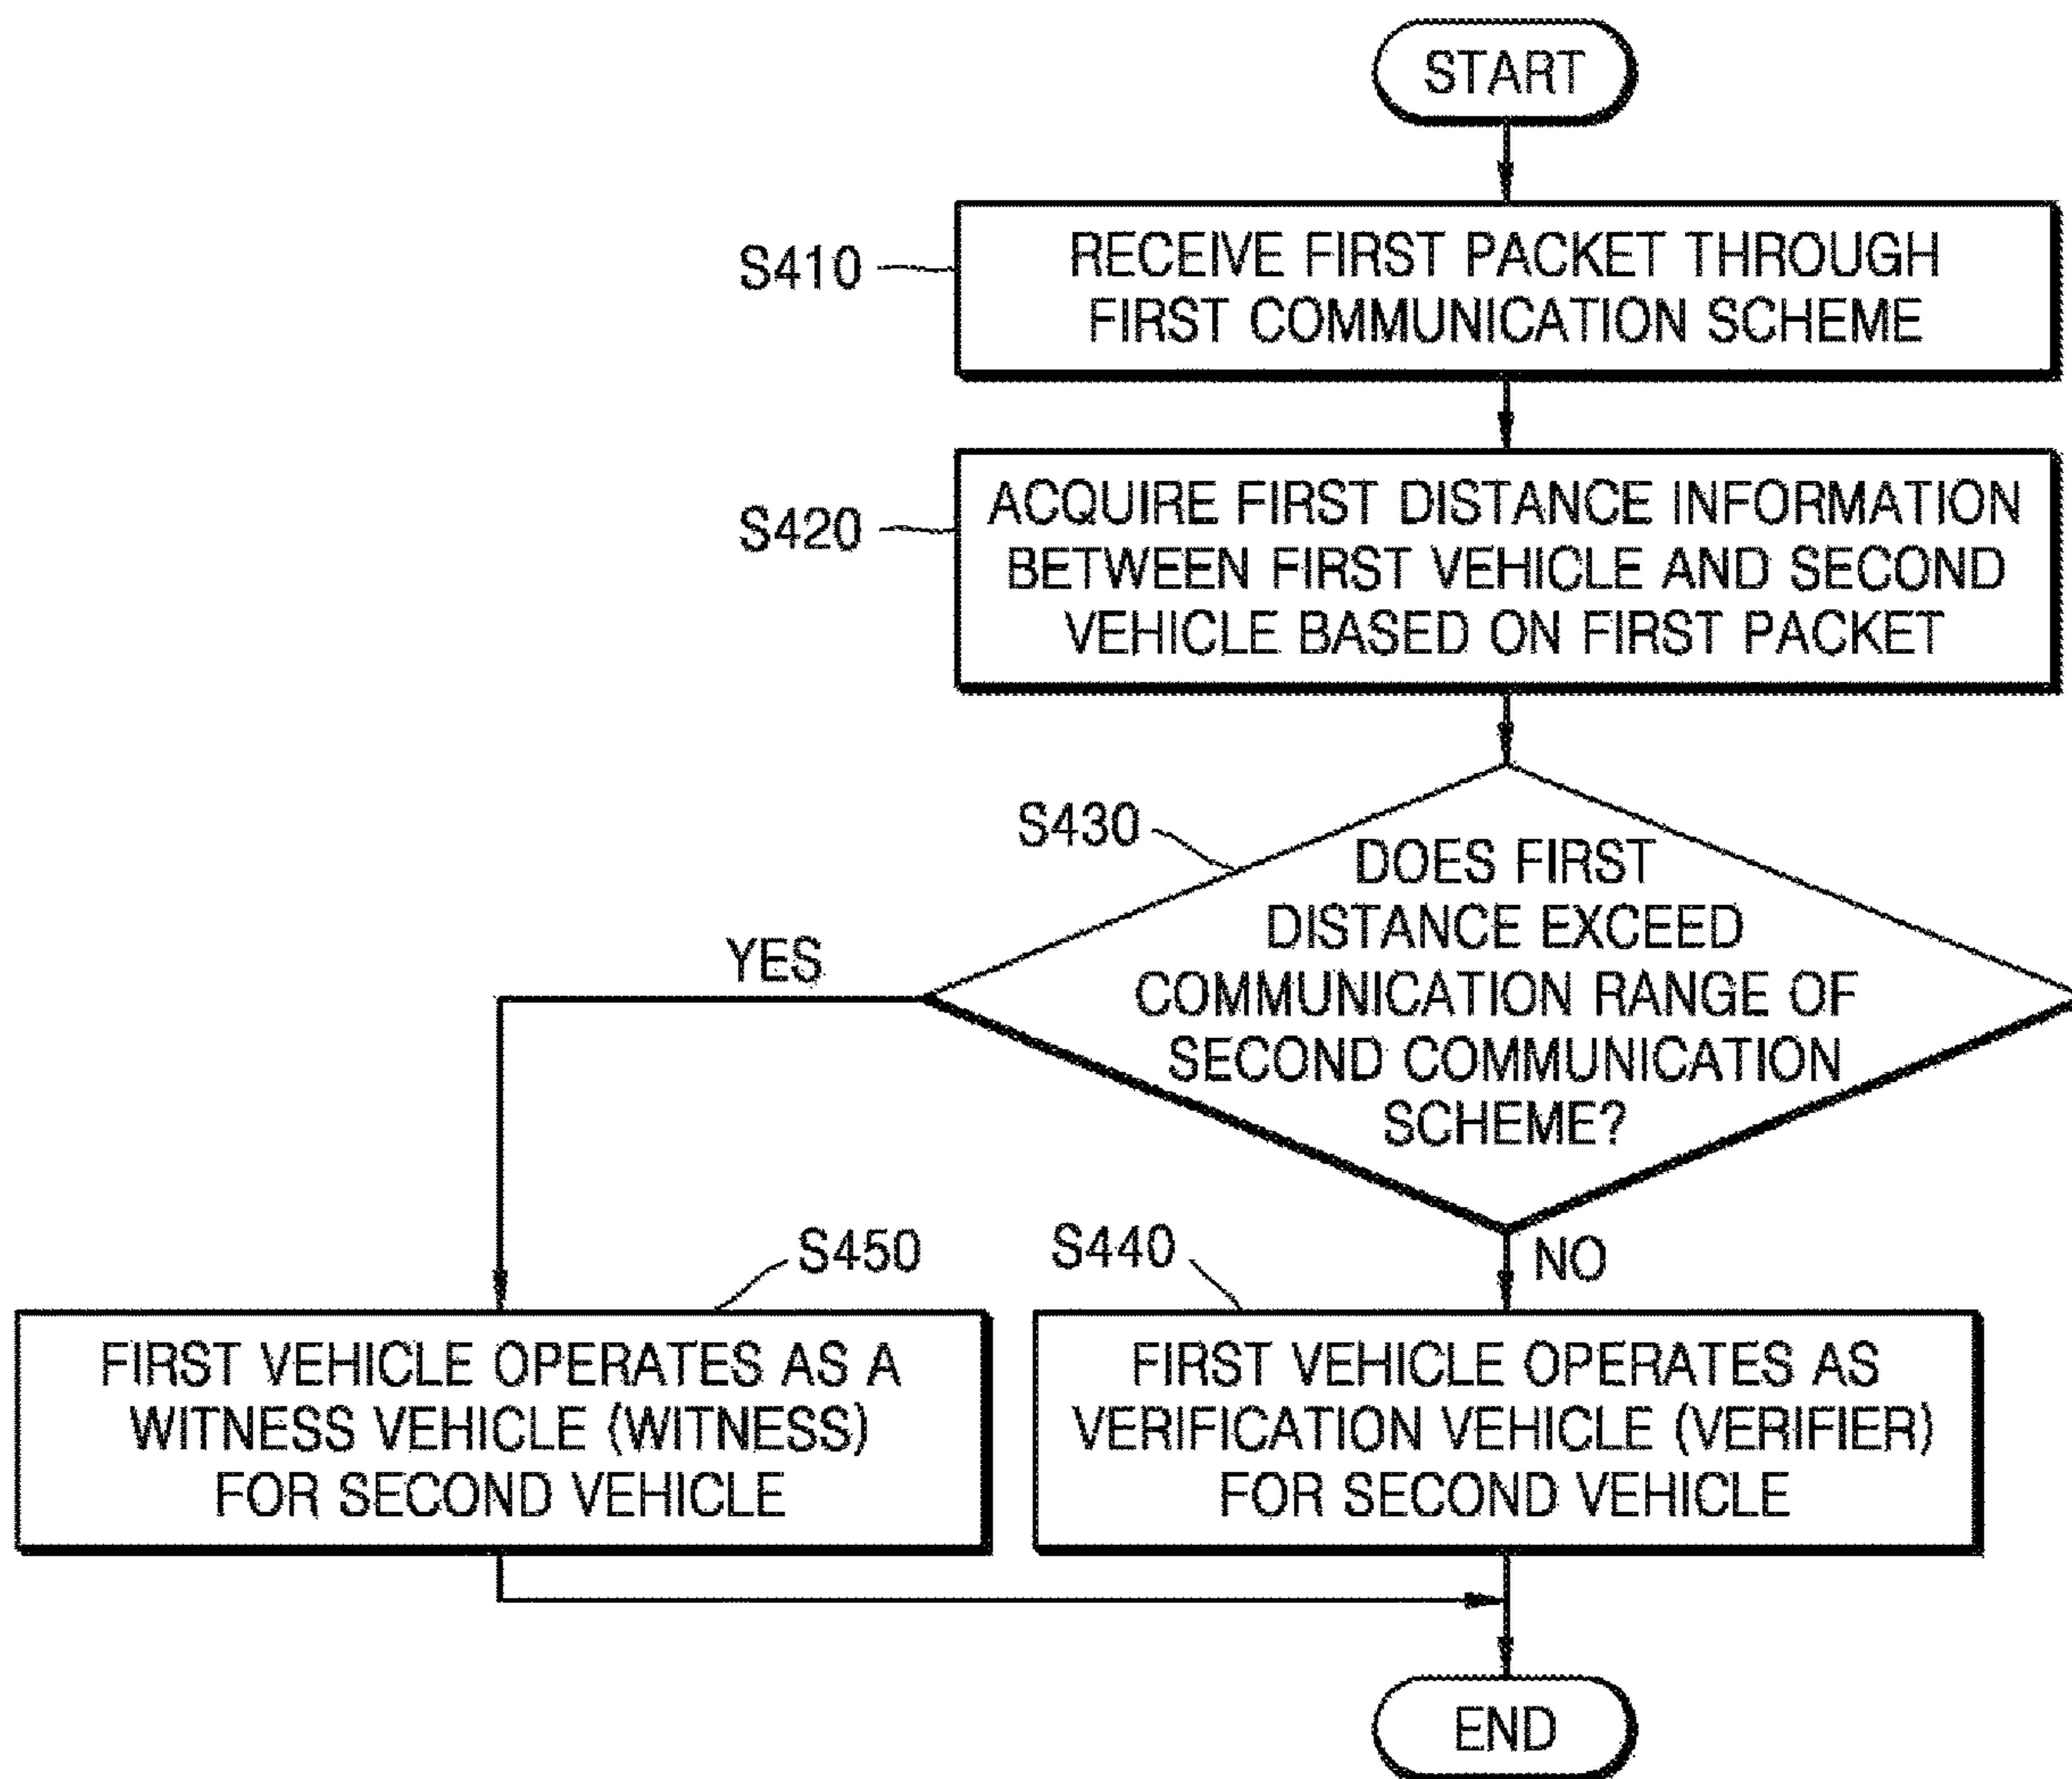 START
S410
RECEIVE FIRST PACKET THROUGH
FIRST COMMUNICATION SCHEME
S420
ACQUIRE FIRST DISTANCE INFORMATION
BETWEEN FIRST VEHICLE AND SECOND
VEHICLE BASED ON FIRST PACKET
S430
DOES FIRST
DISTANCE EXCEED
COMMUNICATION RANGE OF
SECOND COMMUNICATION
SCHEME?
YES
NO
S450
FIRST VEHICLE OPERATES AS A
WITNESS VEHICLE (WITNESS)
FOR SECOND VEHICLE
S440
FIRST VEHICLE OPERATES AS
VERIFICATION VEHICLE (VERIFIER)
FOR SECOND VEHICLE
END